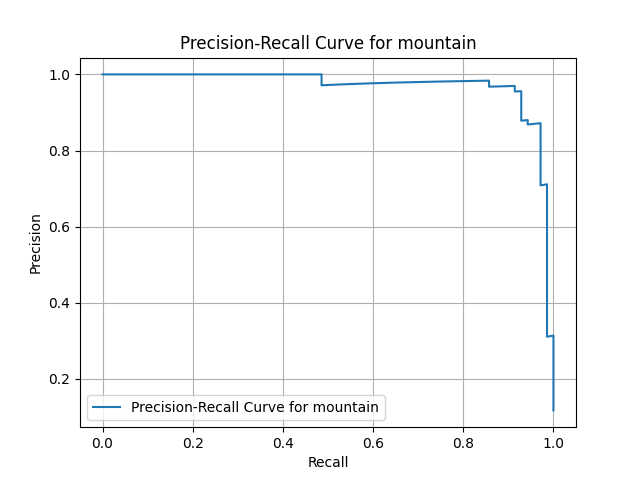 Precision-Recall Curve for mountain
1.0
0.8
0.6
0.4
0.2
Precision
Precision-Recall Curve for mountain
0.0 0.2 0.4 0.6 0.8 1.0
Recall